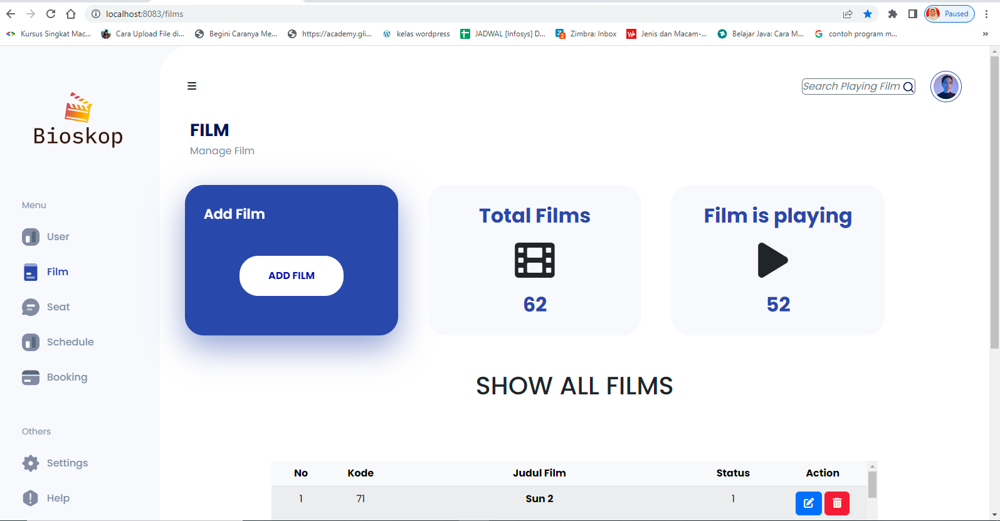 localhost:8083/films
Paused
Kursus Singkat Mac...
Cara Upload File di...
Begini Caranya Me...
https://academy.gli...
kelas wordpress
JADWAL [Infosys] D...
Zimbra: Inbox
Jenis dan Macam-...
Belajar Java: Cara M...
contoh program m...
»
Search Playing Film
Bioskop
FILM
Manage Film
Menu
User
Film
Seat
Schedule
Booking
Others
Settings
Help
Add Film
ADD FILM
Total Films
62
Film is playing
52
SHOW ALL FILMS
No Kode Judul Film Status Action
1 71 Sun 2 1